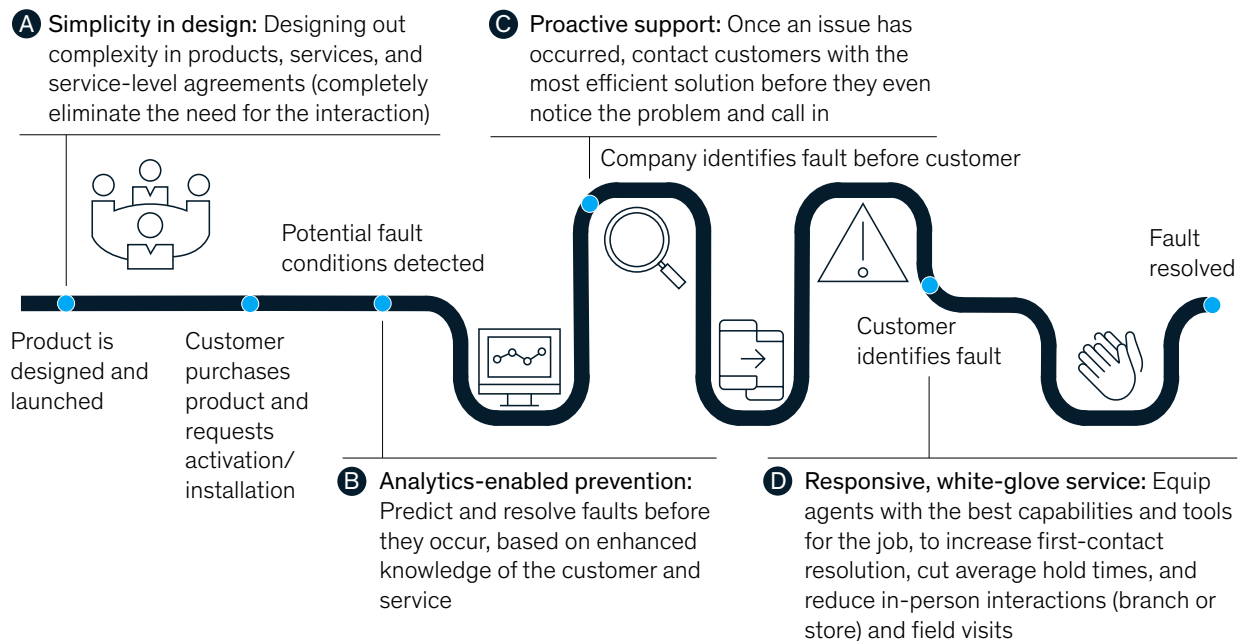 A Simplicity in design: Designing out
complexity in products, services, and
service-level agreements (completely
eliminate the need for the interaction)
C Proactive support: Once an issue has
occurred, contact customers with the
most efficient solution before they even
notice the problem and call in
Company identifies fault before customer
Potential fault
conditions detected
Fault
resolved
Product is
designed and
launched
Customer
purchases
product and
requests
activation/
installation
Customer
identifies fault
B Analytics-enabled prevention:
Predict and resolve faults before
they occur, based on enhanced
knowledge of the customer and
service
D Responsive, white-glove service: Equip
agents with the best capabilities and tools
for the job, to increase first-contact
resolution, cut average hold times, and
reduce in-person interactions (branch or
store) and field visits